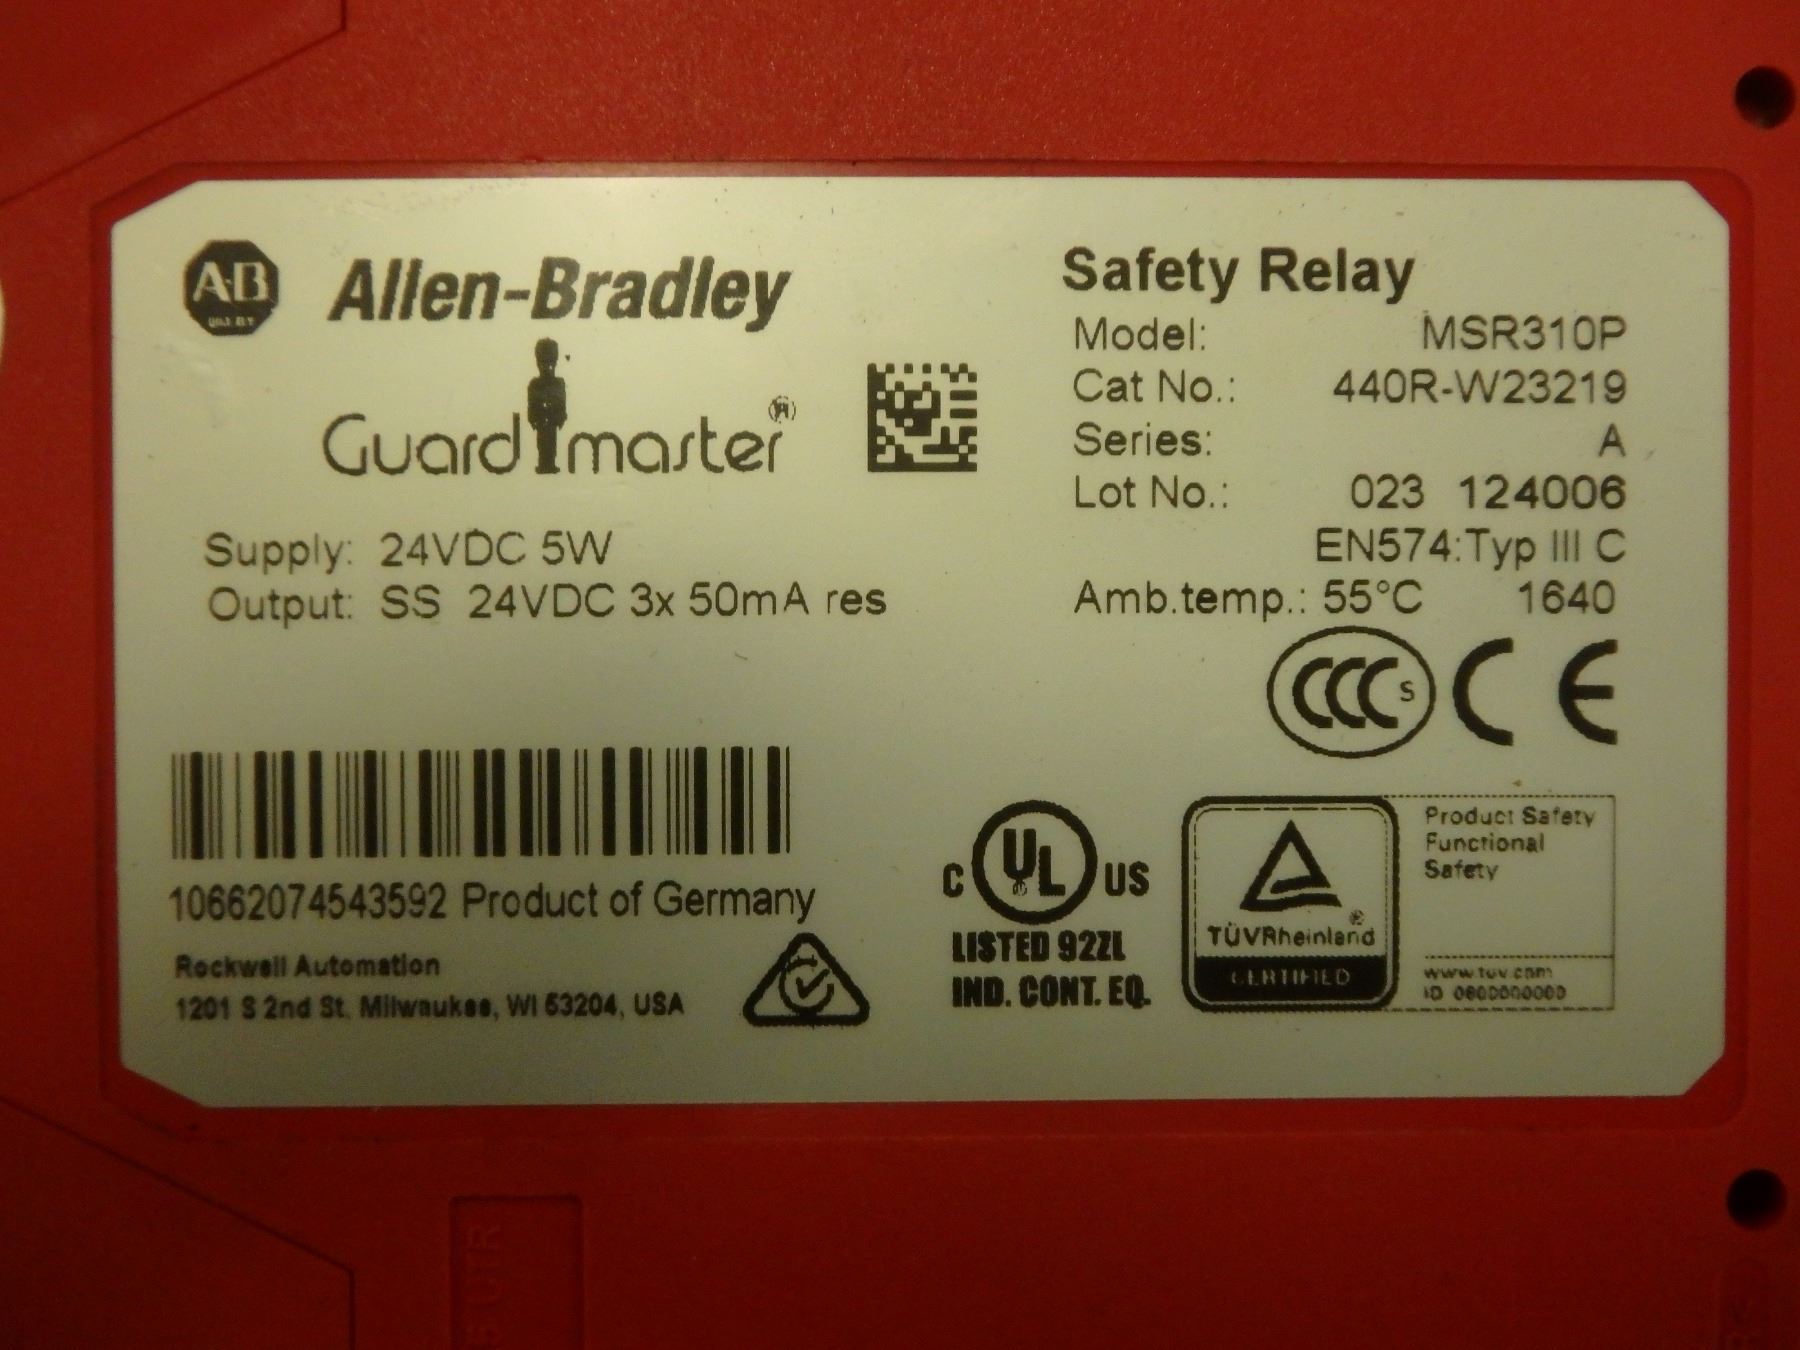 A·B
Allen-Bradley
Guardmaster®
Supply: 24VDC 5W
Output: SS 24VDC 3x 50mA res
Safety Relay
Model: MSR310P
Cat No.: 440R-W23219
Series: A
Lot No.: 023 124006
EN574:Typ III C
Amb.temp.: 55°C 1640
CCC S CE
10662074543592 Product of Germany
Rockwell Automation
1201 S 2nd St. Milwaukee, WI 53204, USA
C UL US
LISTED 92ZL
IND. CONT. EQ.
TÜVRheinland
CERTIFIED
Product Safety
Functional
Safety
www.tuv.com
ID 0600000000